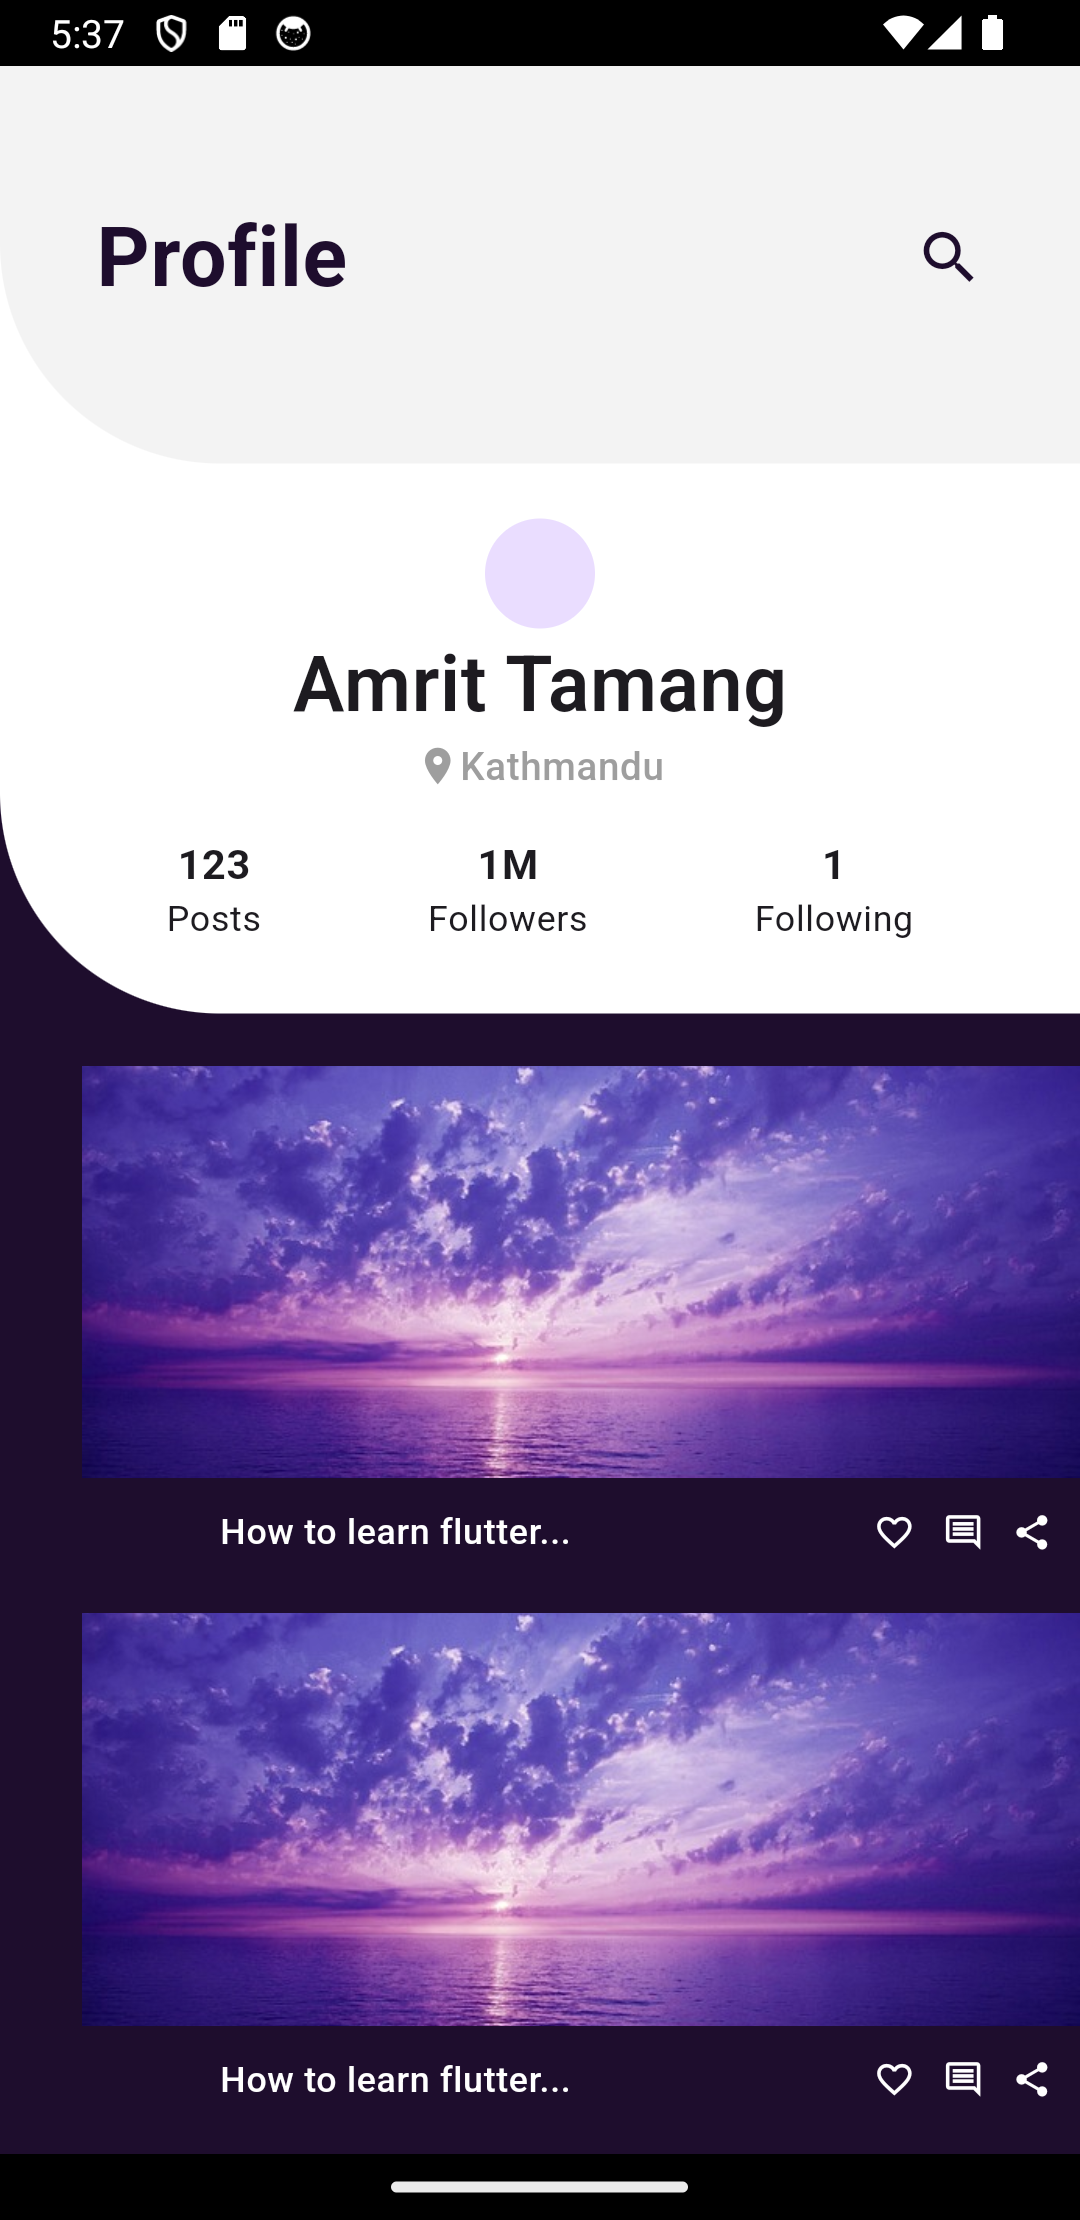 5:37
Profile
Amrit Tamang
Kathmandu
123 1M 1
Posts Followers Following
How to learn flutter...
How to learn flutter...